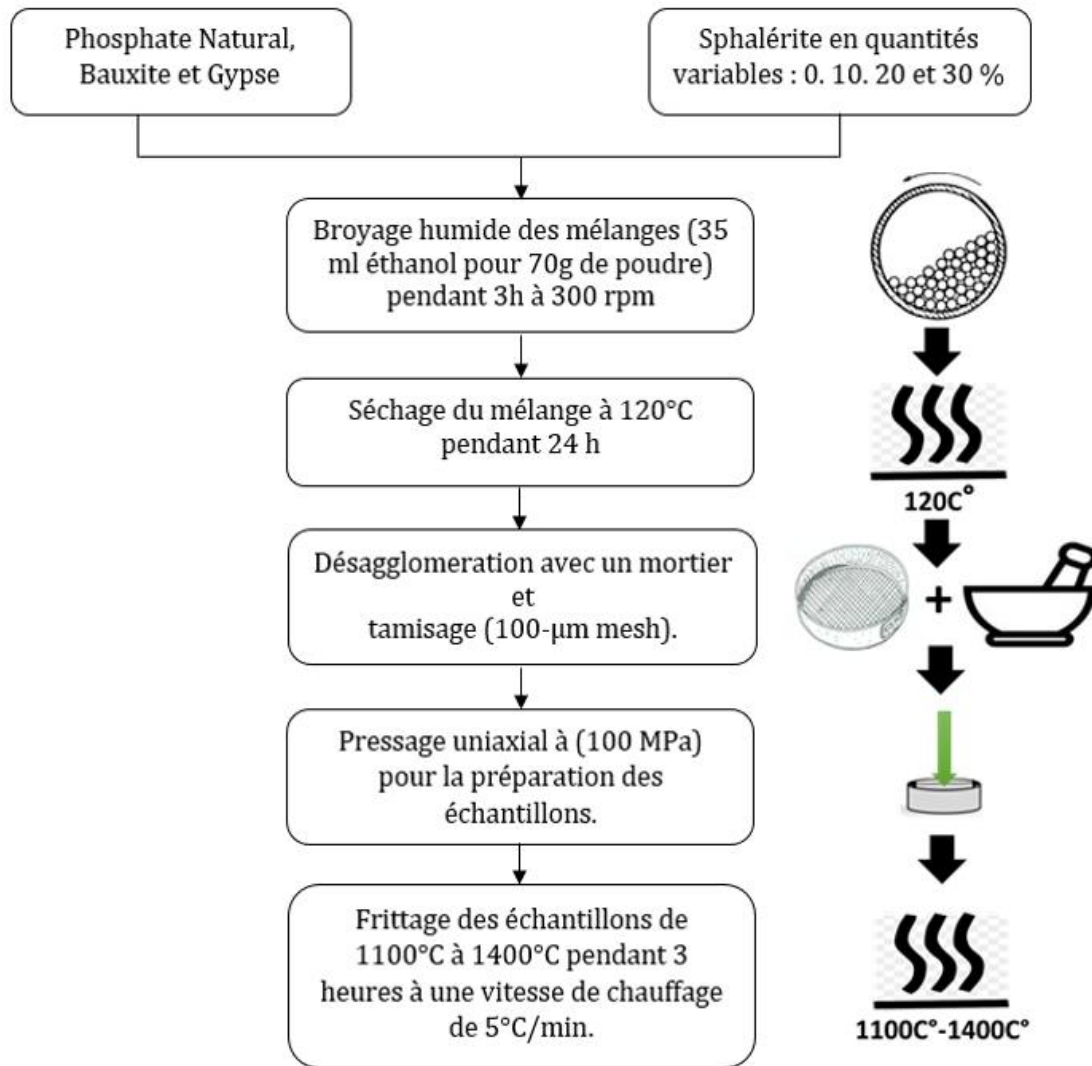 Phosphate Natural,
Bauxite et Gypse
Sphalérite en quantités
variables : 0. 10. 20 et 30 %
Broyage humide des mélanges (35
ml éthanol pour 70g de poudre)
pendant 3h à 300 rpm
Séchage du mélange à 120°C
pendant 24 h
120C°
Désagglomeration avec un mortier
et
tamisage (100-µm mesh).
+
Pressage uniaxial à (100 MPa)
pour la préparation des
échantillons.
Frittage des échantillons de
1100°C à 1400°C pendant 3
heures à une vitesse de chauffage
de 5°C/min.
1100C°-1400C°